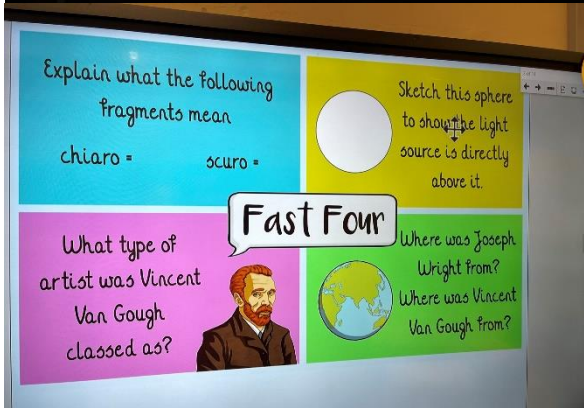 Explain what the following
fragments mean
chiaro =
scuro =
Sketch this sphere
to show the light
source is directly
above it.
Fast Four
What type of
artist was Vincent
Van Gough
classed as?
Where was Joseph
Wright from?
Where was Vincent
Van Gough from?